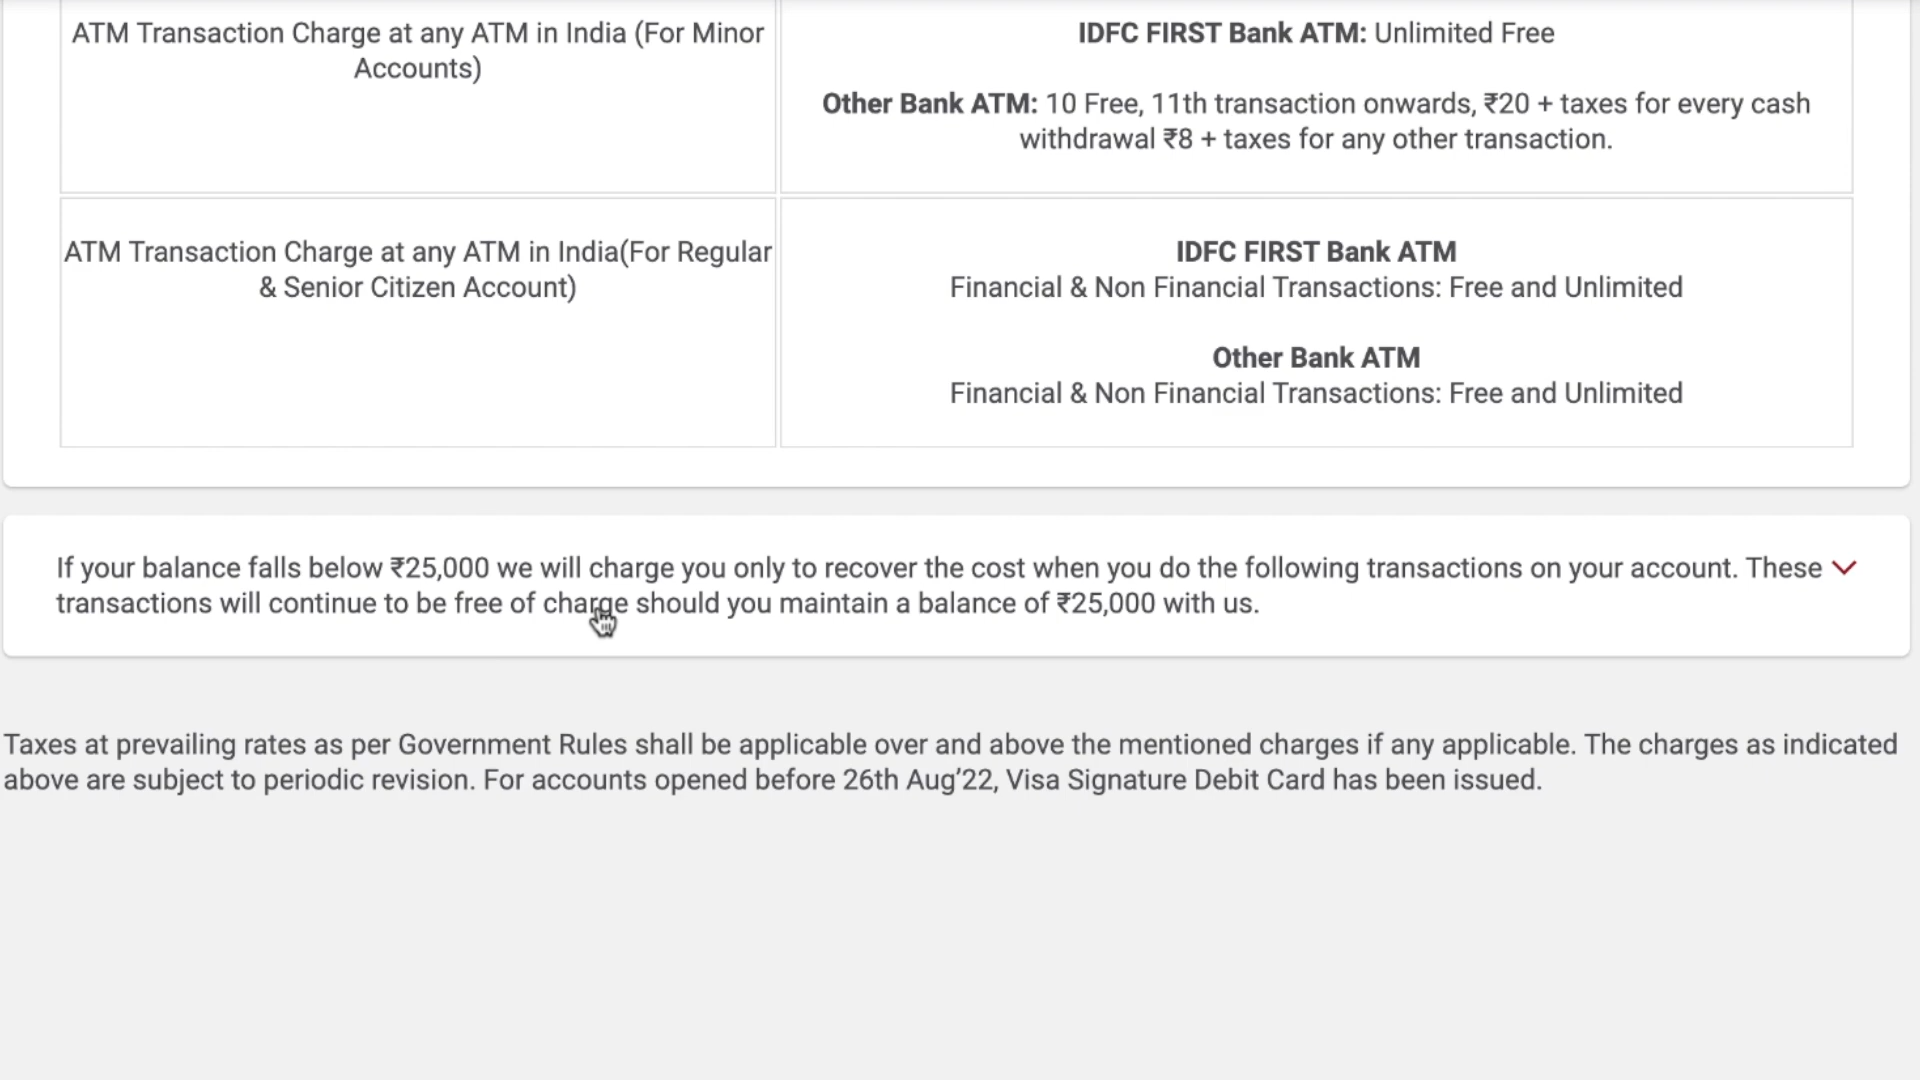 ATM Transaction Charge at any ATM in India (For Minor
Accounts)
IDFC FIRST Bank ATM: Unlimited Free
Other Bank ATM: 10 Free, 11th transaction onwards, ₹20 + taxes for every cash
withdrawal ₹8 + taxes for any other transaction.
ATM Transaction Charge at any ATM in India(For Regular
& Senior Citizen Account)
IDFC FIRST Bank ATM
Financial & Non Financial Transactions: Free and Unlimited
Other Bank ATM
Financial & Non Financial Transactions: Free and Unlimited
If your balance falls below ₹25,000 we will charge you only to recover the cost when you do the following transactions on your account. These
transactions will continue to be free of charge should you maintain a balance of ₹25,000 with us.
Taxes at prevailing rates as per Government Rules shall be applicable over and above the mentioned charges if any applicable. The charges as indicated
above are subject to periodic revision. For accounts opened before 26th Aug’22, Visa Signature Debit Card has been issued.